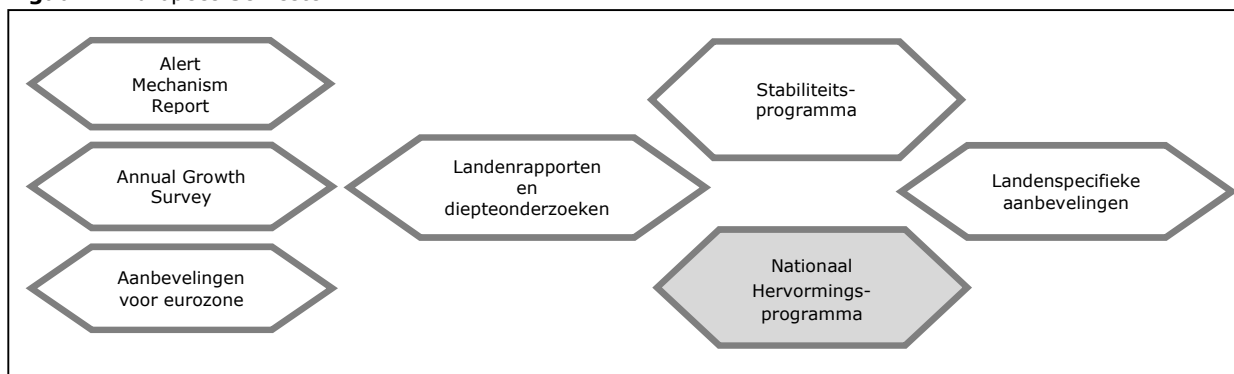 Alert
Mechanism
Report
Annual Growth
Survey
Aanbevelingen
voor eurozone
Landenrapporten
en
diepteonderzoeken
Stabiliteits-
programma
Nationaal
Hervormings-
programma
Landenspecifieke
aanbevelingen